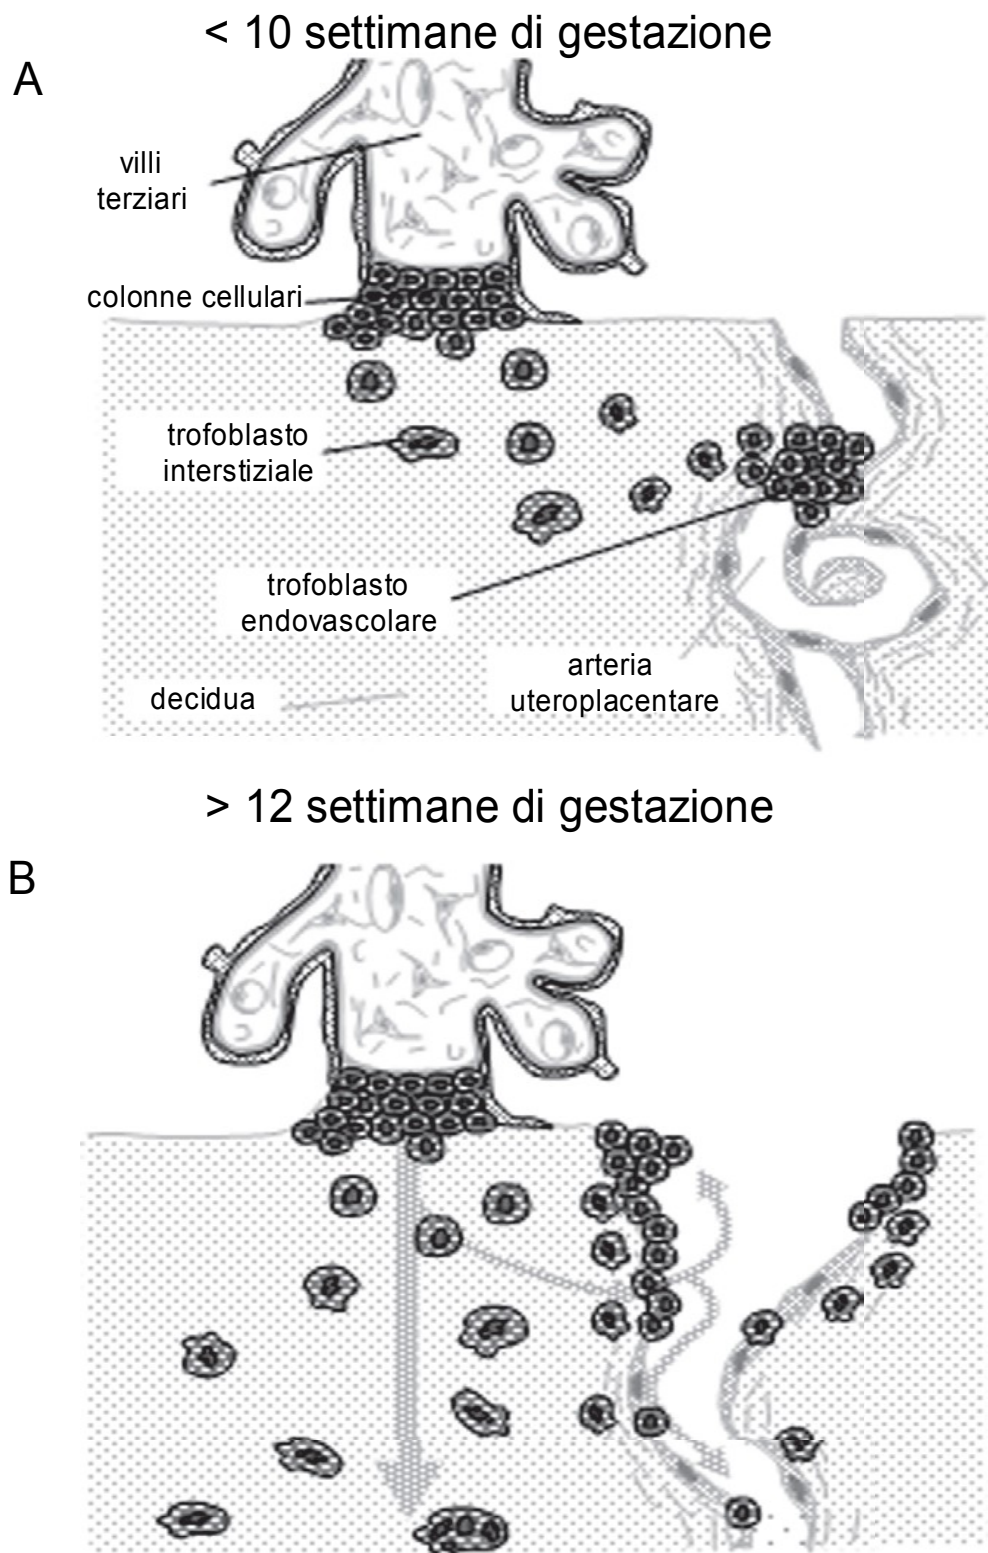 < 10 settimane di gestazione
A
villi
terziari
colonne cellulari
trofoblasto
interstiziale
trofoblasto
endovascolare
arteria
uteroplacentare
decidua
> 12 settimane di gestazione
B